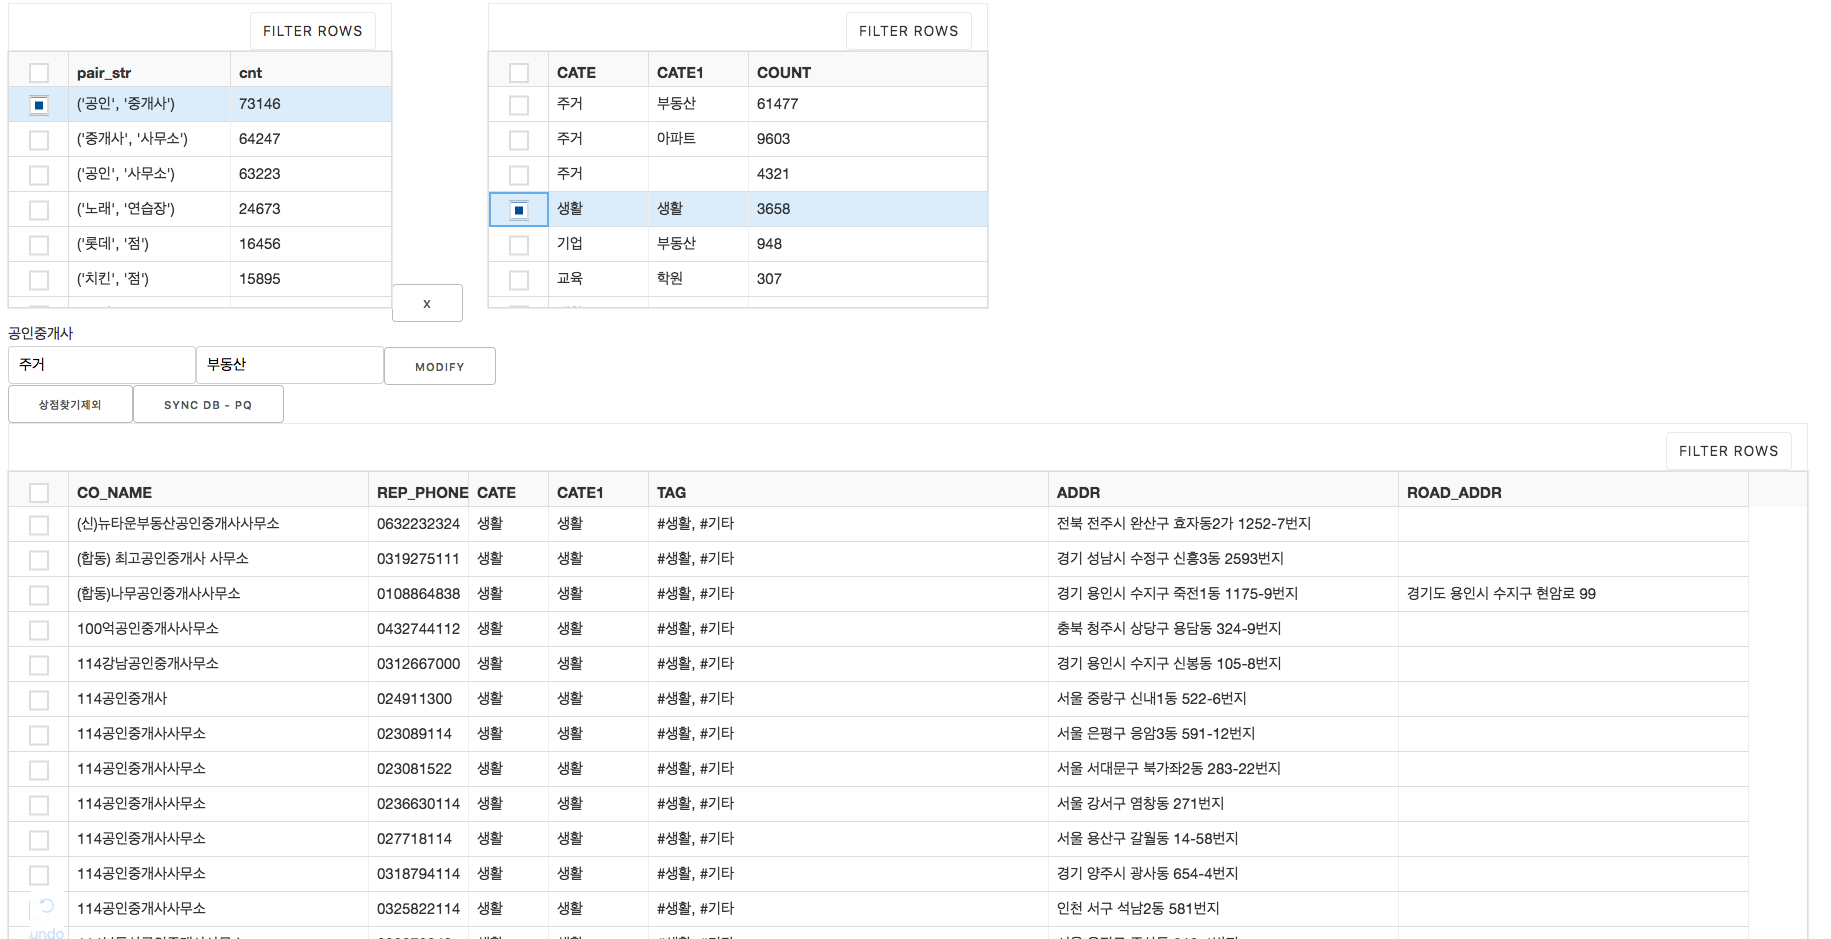 FILTER ROWS
pair_str cnt
('공인', '중개사') 73146
('중개사', '사무소') 64247
('공인', '사무소') 63223
('노래', '연습장') 24673
('롯데', '점') 16456
('치킨', '점') 15895
X
FILTER ROWS
CATE CATE1 COUNT
주거 부동산 61477
주거 아파트 9603
주거 4321
생활 생활 3658
기업 부동산 948
교육 학원 307
공인중개사
주거 부동산 MODIFY
상점찾기제외 SYNC DB - PQ
FILTER ROWS
CO_NAME REP_PHONE CATE CATE1 TAG ADDR ROAD_ADDR
(신)뉴타운부동산공인중개사사무소 0632232324 생활 생활 #생활, #기타 전북 전주시 완산구 효자동2가 1252-7번지
(합동) 최고공인중개사 사무소 0319275111 생활 생활 #생활, #기타 경기 성남시 수정구 신흥3동 2593번지
(합동)나무공인중개사사무소 0108864838 생활 생활 #생활, #기타 경기 용인시 수지구 죽전1동 1175-9번지 경기도 용인시 수지구 현암로 99
100억공인중개사사무소 0432744112 생활 생활 #생활, #기타 충북 청주시 상당구 용담동 324-9번지
114강남공인중개사무소 0312667000 생활 생활 #생활, #기타 경기 용인시 수지구 신봉동 105-8번지
114공인중개사 024911300 생활 생활 #생활, #기타 서울 중랑구 신내1동 522-6번지
114공인중개사사무소 023089114 생활 생활 #생활, #기타 서울 은평구 응암3동 591-12번지
114공인중개사사무소 023081522 생활 생활 #생활, #기타 서울 서대문구 북가좌2동 283-22번지
114공인중개사사무소 0236630114 생활 생활 #생활, #기타 서울 강서구 염창동 271번지
114공인중개사사무소 027718114 생활 생활 #생활, #기타 서울 용산구 갈월동 14-58번지
114공인중개사사무소 0318794114 생활 생활 #생활, #기타 경기 양주시 광사동 654-4번지
114공인중개사사무소 0325822114 생활 생활 #생활, #기타 인천 서구 석남2동 581번지
undo